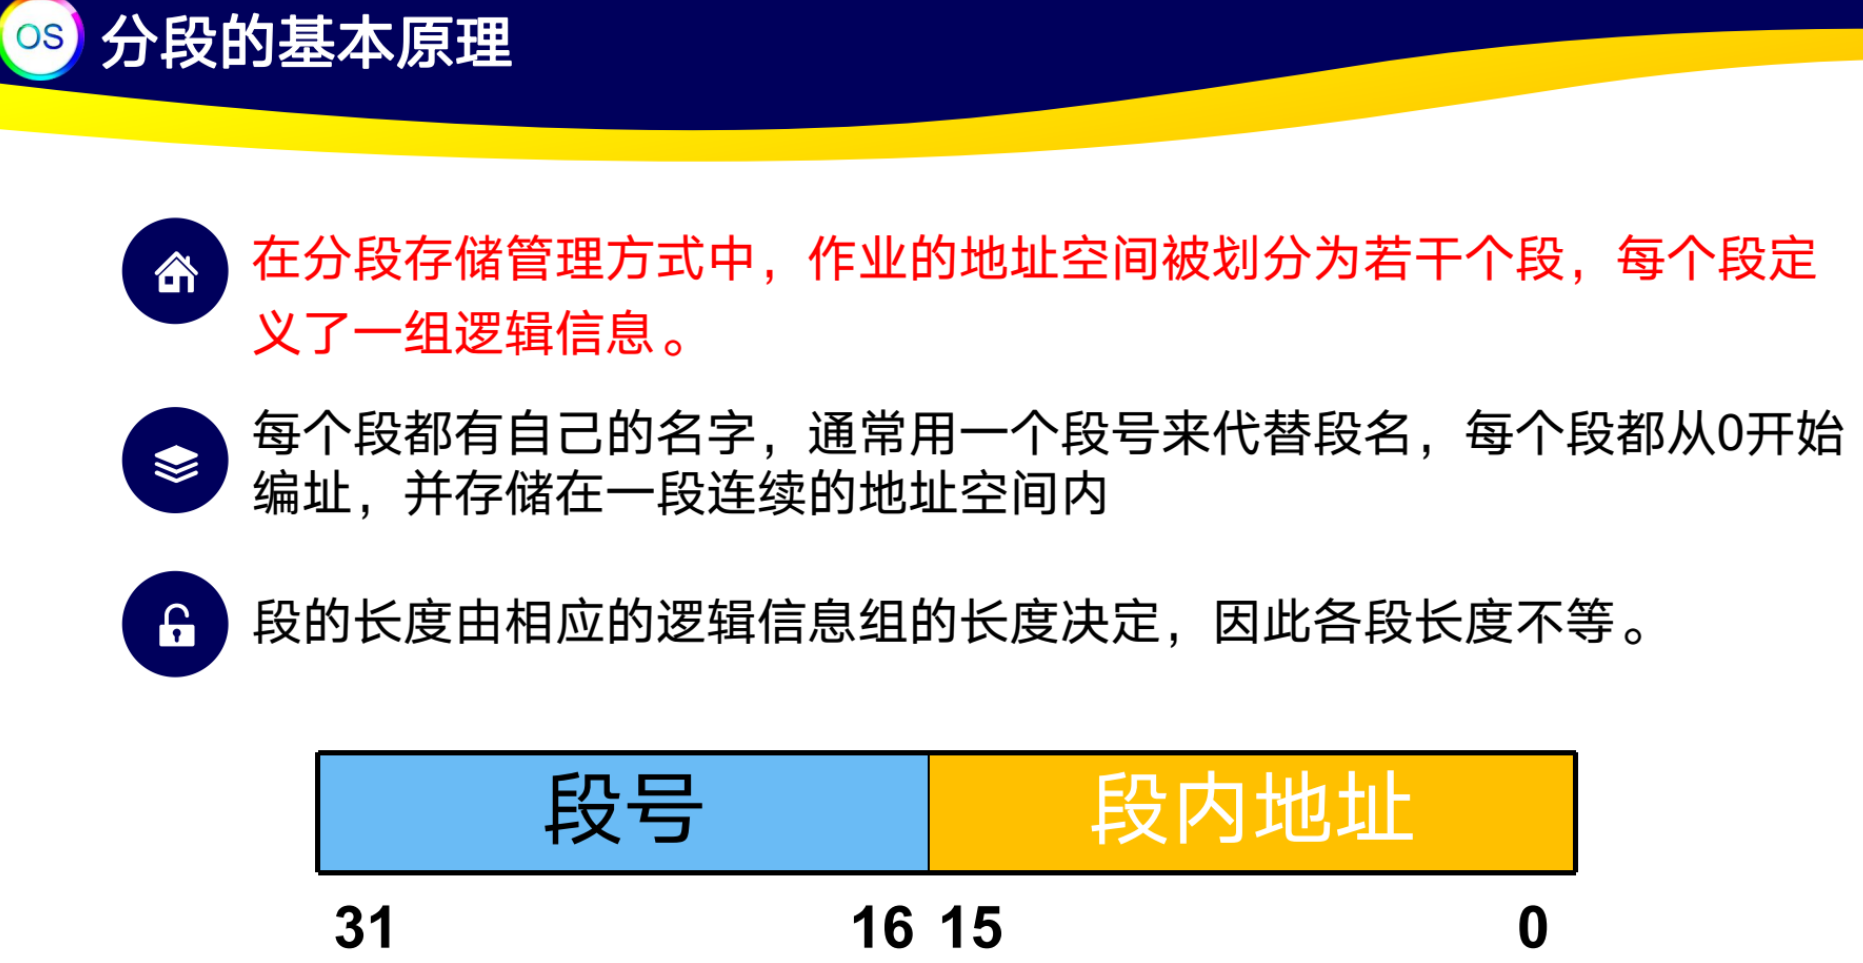 OS 分段的基本原理
在分段存储管理方式中，作业的地址空间被划分为若干个段，每个段定
义了一组逻辑信息。
每个段都有自己的名字，通常用一个段号来代替段名，每个段都从0开始
编址，并存储在一段连续的地址空间内
段的长度由相应的逻辑信息组的长度决定，因此各段长度不等。
段号 段内地址
31 16 15 0